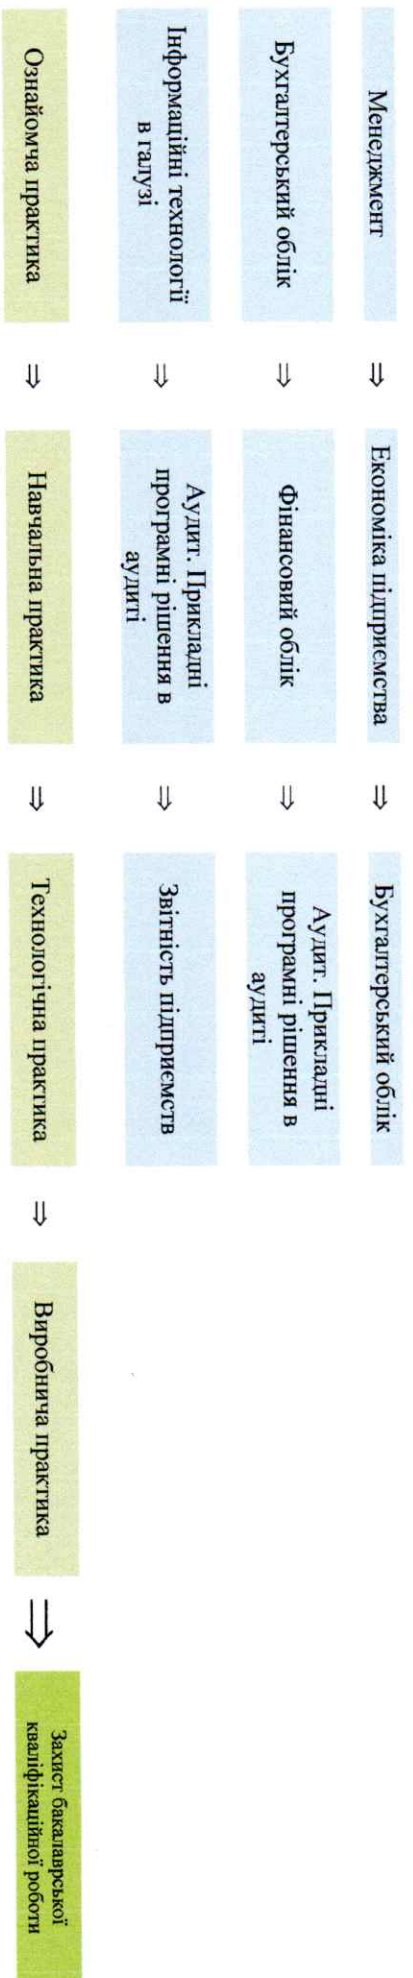 Менеджмент
⇒
Економіка підприємства
⇒
Бухгалтерський облік
Бухгалтерський облік
⇒
Фінансовий облік
⇒
Аудит. Прикладні
програмні рішення в
аудиті
Інформаційні технології
в галузі
⇒
Аудит. Прикладні
програмні рішення в
аудиті
⇒
Звітність підприємств
Ознайомча практика
⇒
Навчальна практика
⇒
Технологічна практика
⇒
Виробнича практика
⇒
Захист бакалаврської
кваліфікаційної роботи